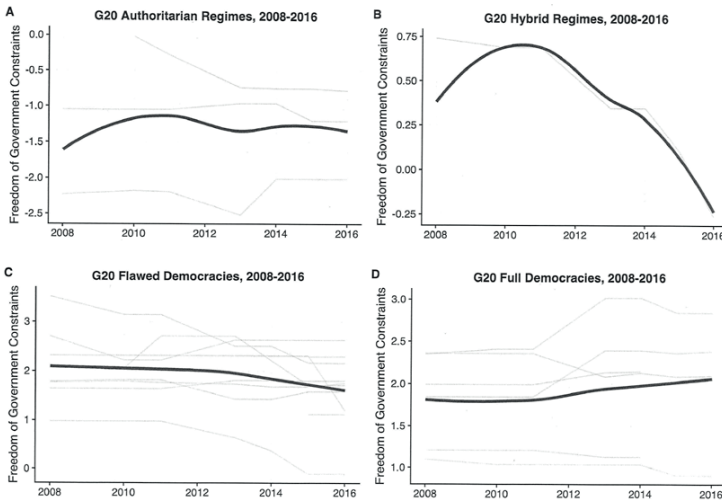 A
G20 Authoritarian Regimes, 2008-2016
Freedom of Government Constraints
0.0
-0.5
-1.0
-1.5
-2.0
-2.5
2008 2010 2012 2014 2016
B
G20 Hybrid Regimes, 2008-2016
Freedom of Government Constraints
0.75
0.50
0.25
0.00
-0.25
2008 2010 2012 2014 2016
C
G20 Flawed Democracies, 2008-2016
Freedom of Government Constraints
3
2
1
0
2008 2010 2012 2014 2016
D
G20 Full Democracies, 2008-2016
Freedom of Government Constraints
3.0
2.5
2.0
1.5
1.0
2008 2010 2012 2014 2016